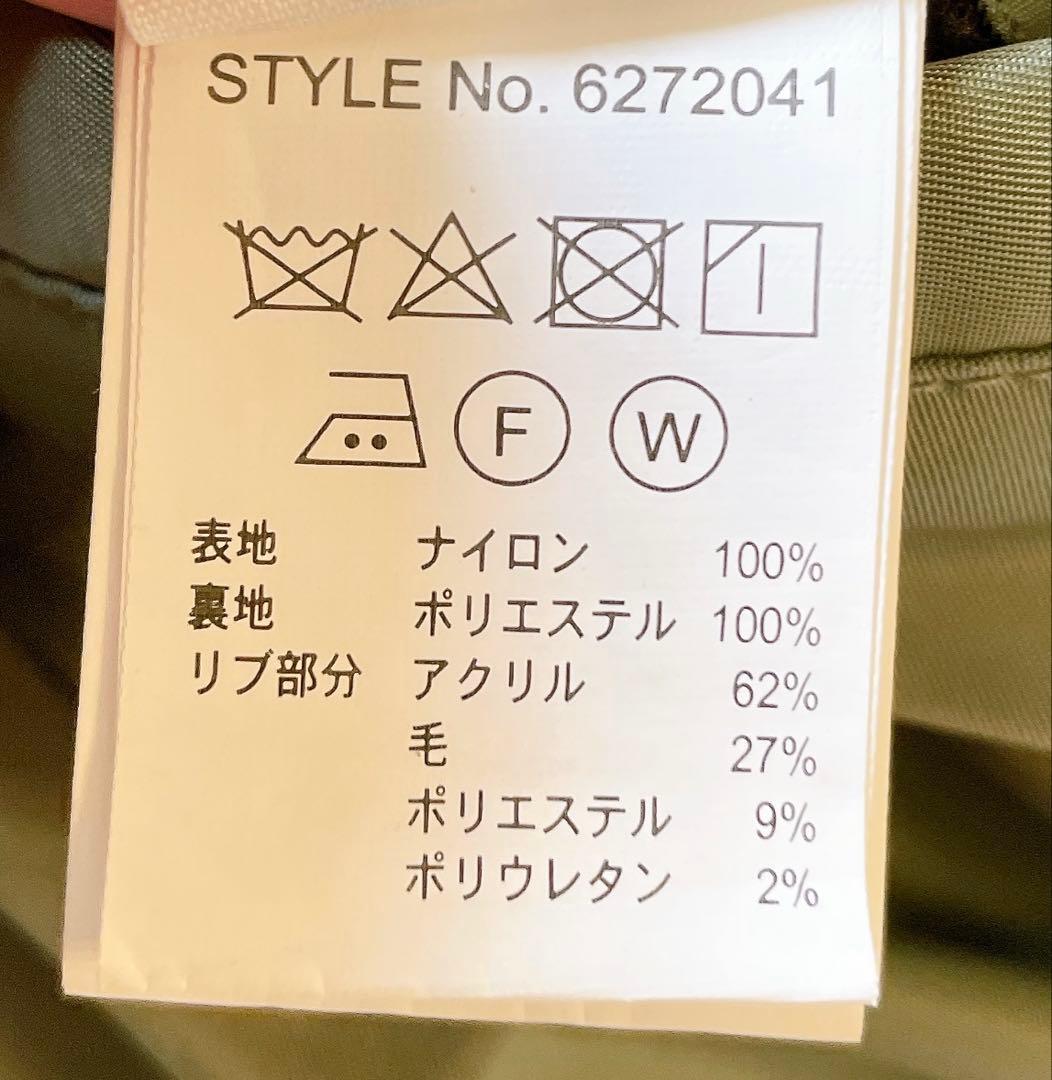 STYLE No. 6272041
F W
表地 ナイロン 100%
裏地 ポリエステル 100%
リブ部分 アクリル 62%
毛 27%
ポリエステル 9%
ポリウレタン 2%